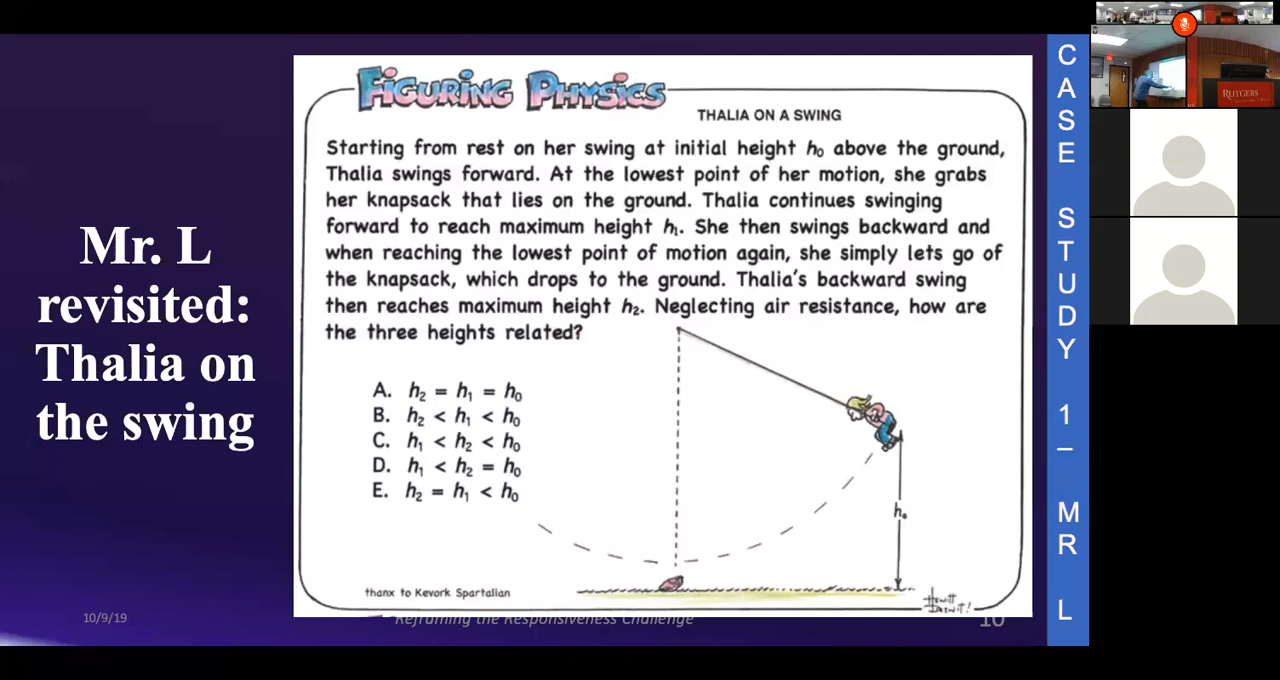 Mr. L
revisited:
Thalia on
the swing
FIGURING PHYSICS
THALIA ON A SWING
Starting from rest on her swing at initial height h₀ above the ground,
Thalia swings forward. At the lowest point of her motion, she grabs
her knapsack that lies on the ground. Thalia continues swinging
forward to reach maximum height h₁. She then swings backward and
when reaching the lowest point of motion again, she simply lets go of
the knapsack, which drops to the ground. Thalia's backward swing
then reaches maximum height h₂. Neglecting air resistance, how are
the three heights related?
A. h₂ = h₁ = h₀
B. h₂ < h₁ < h₀
C. h₁ < h₂ < h₀
D. h₁ < h₂ = h₀
E. h₂ = h₁ < h₀
h₀
thanx to Kevork Spartalian
HEWITT
DREWIT!
10/9/19
Reframing the Responsiveness Challenge
10
CASE STUDY 1 – MR L
RUTGERS